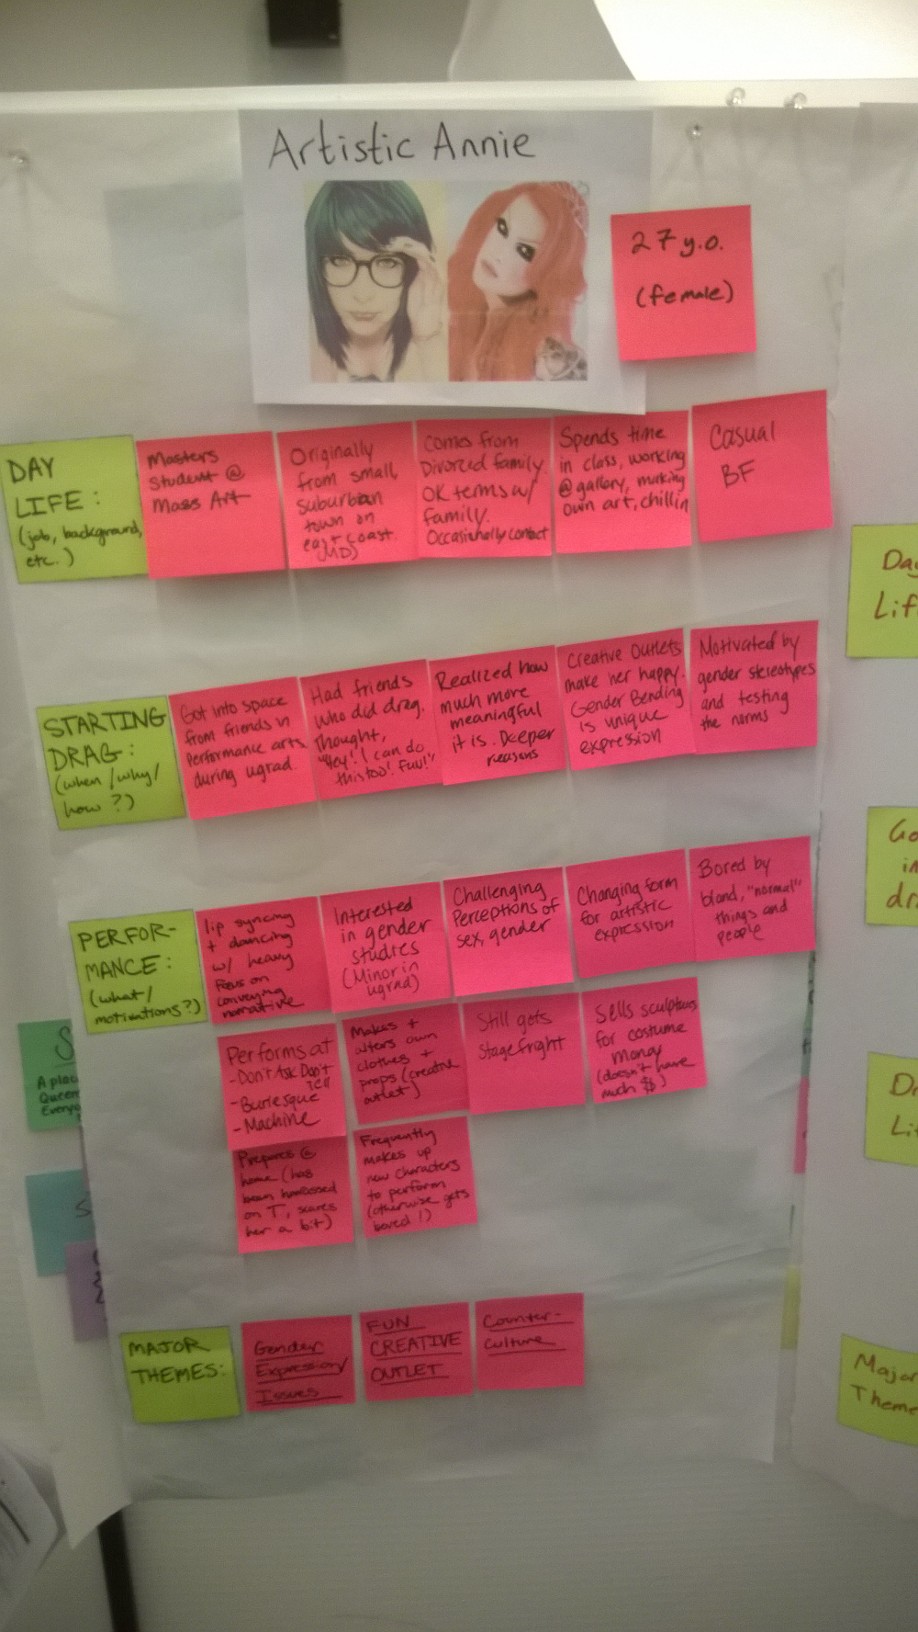 Artistic Annie
27 y.o.
(female)
DAY
LIFE:
(job, background,
etc.)
Masters
Student @
Mass Art
Originally
from small,
suburban
town on
east coast.
(MD)
Comes from
Divorced family.
OK terms w/
family.
Occasionally contact
Spends time
in class, working
@ gallery, making
own art, chillin
Casual
BF
STARTING
DRAG:
(when/why/
how?)
Got into space
from friends in
Performance arts
during ugrad.
Had friends
who did drag.
Thought,
"Hey! I can do
this too! Fun!"
Realized how
much more
meaningful
it is. Deeper
reasons
Creative Outlets
make her happy.
Gender Bending
is unique
expression
Motivated by
gender stereotypes
and testing
the norms
PERFOR-
MANCE:
(what/
motivations?)
lip syncing
+ dancing
w/ heavy
focus on
conveying
narrative
Interested
in gender
studies
(Minor in
ugrad)
Challenging
Perceptions of
sex, gender
Changing form
for artistic
expression
Bored by
bland, "normal"
things and
people
Performs at
-Don't Ask Don't
Tell
-Burlesque
-Machine
Makes +
alters own
clothes +
props (creative
outlet)
Still gets
Stagefright
Sells sculptures
for costume
money
(doesn't have
much $$)
Prepares @
home (has
been harrassed
on T, scares
her a bit)
Frequently
makes up
new characters
to perform
(otherwise gets
bored!)
MAJOR
THEMES:
Gender
Expression/
Issues
FUN
CREATIVE
OUTLET
Counter-
culture
Day
Lif
Go
in
dr
Dr
Li
Major
Theme
S
A plac
Queer
Everyo
S